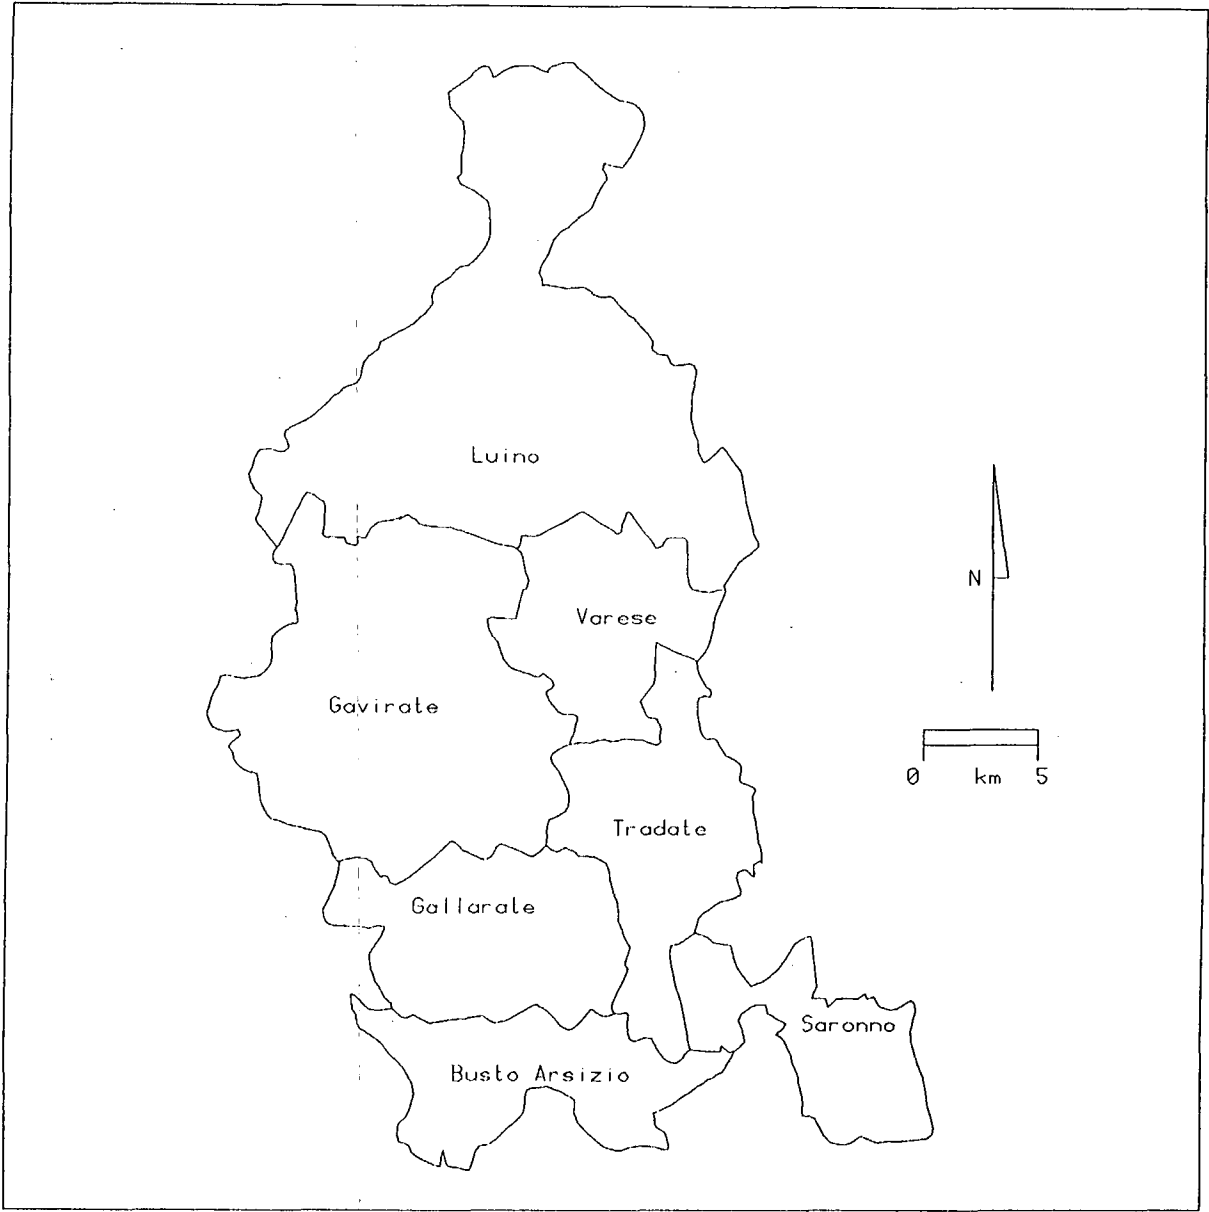 Luino
N
Varese
Gavirate
0 km 5
Tradate
Gallarate
Saronno
Busto Arsizio